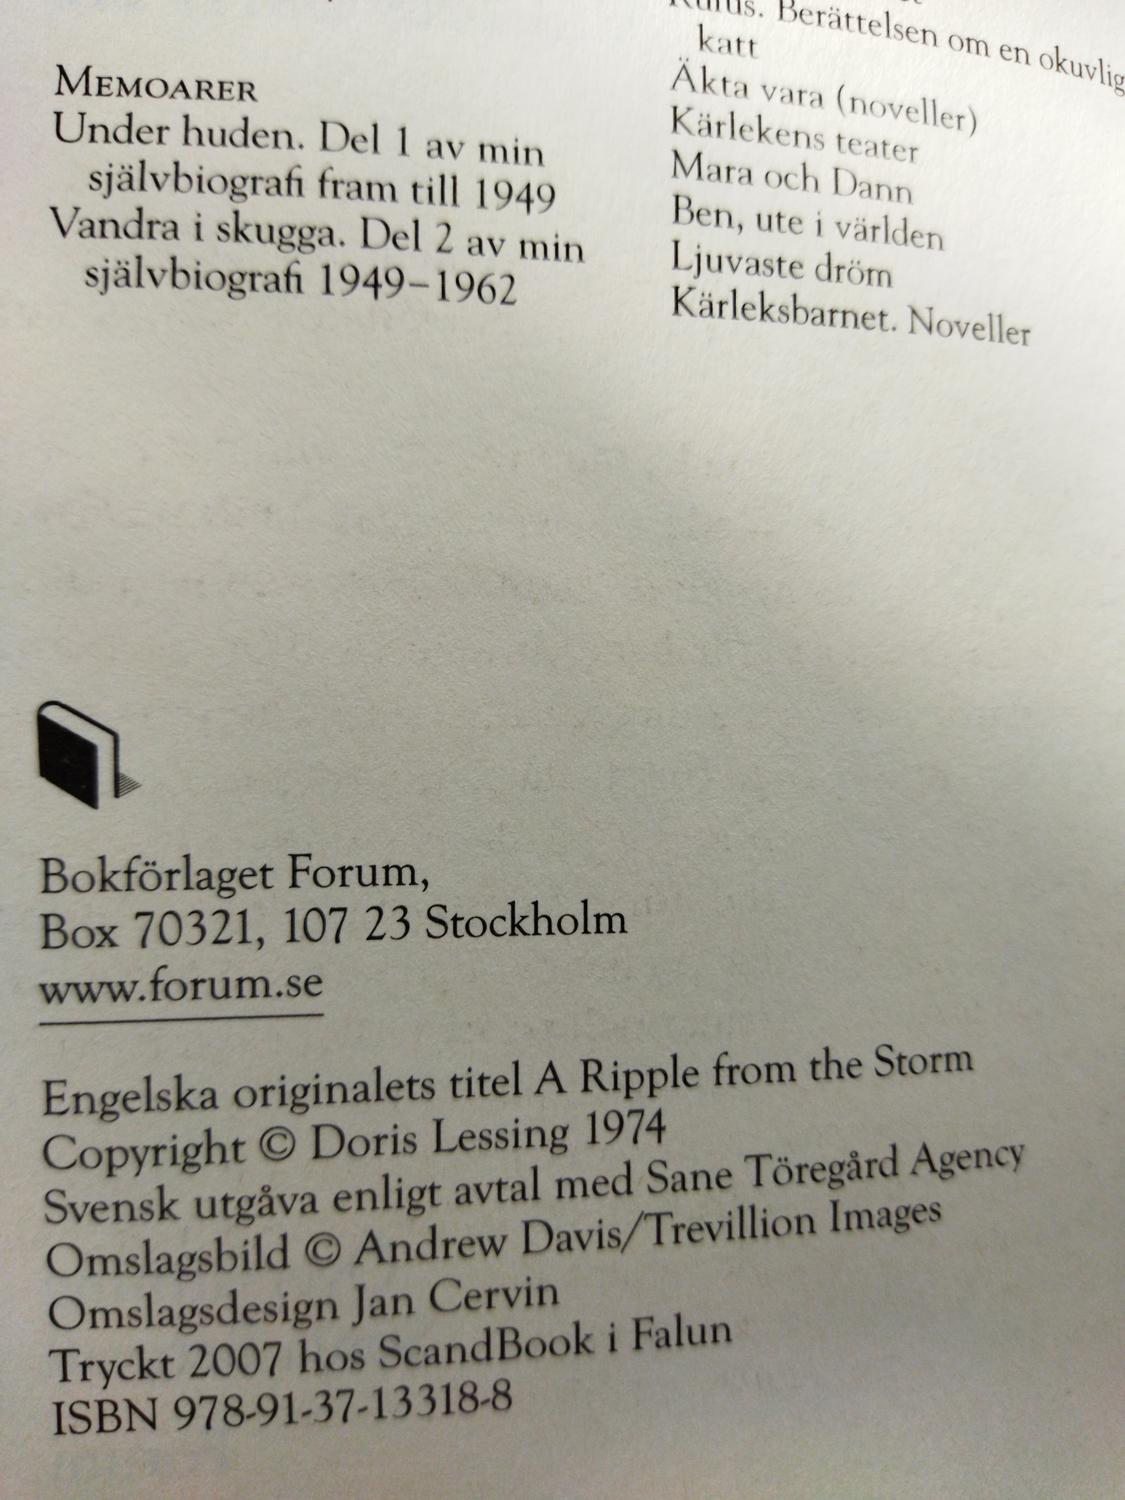 MEMOARER
Under huden. Del 1 av min
självbiografi fram till 1949
Vandra i skugga. Del 2 av min
självbiografi 1949–1962
Rufus. Berättelsen om en okuvlig
katt
Äkta vara (noveller)
Kärlekens teater
Mara och Dann
Ben, ute i världen
Ljuvaste dröm
Kärleksbarnet. Noveller
Bokförlaget Forum,
Box 70321, 107 23 Stockholm
www.forum.se
Engelska originalets titel A Ripple from the Storm
Copyright © Doris Lessing 1974
Svensk utgåva enligt avtal med Sane Töregård Agency
Omslagsbild © Andrew Davis/Trevillion Images
Omslagsdesign Jan Cervin
Tryckt 2007 hos ScandBook i Falun
ISBN 978-91-37-13318-8